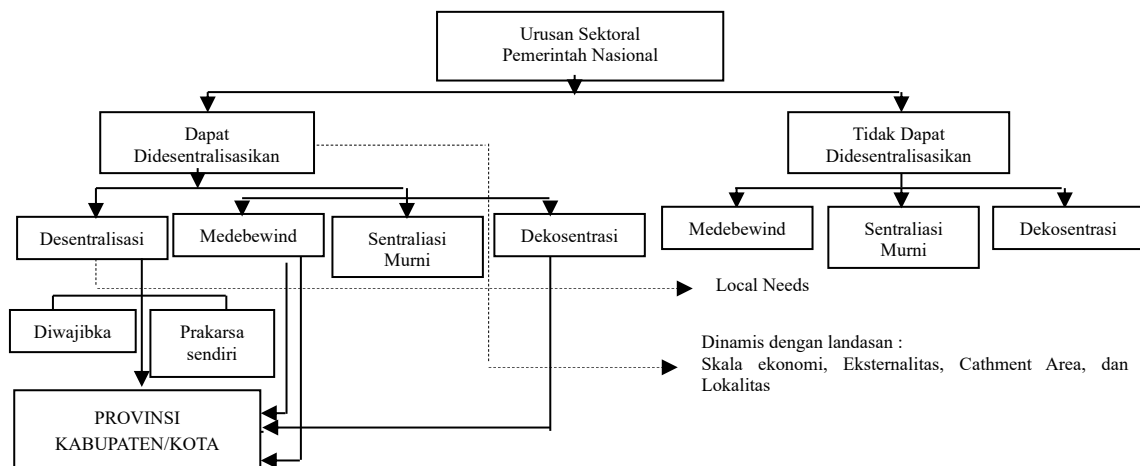 Urusan Sektoral
Pemerintah Nasional
Dapat
Didesentralisasikan
Tidak Dapat
Didesentralisasikan
Desentralisasi
Medebewind
Sentraliasi
Murni
Dekosentrasi
Medebewind
Sentraliasi
Murni
Dekosentrasi
Local Needs
Diwajibka
Prakarsa
sendiri
Dinamis dengan landasan :
Skala ekonomi, Eksternalitas, Cathment Area, dan
Lokalitas
PROVINSI
KABUPATEN/KOTA